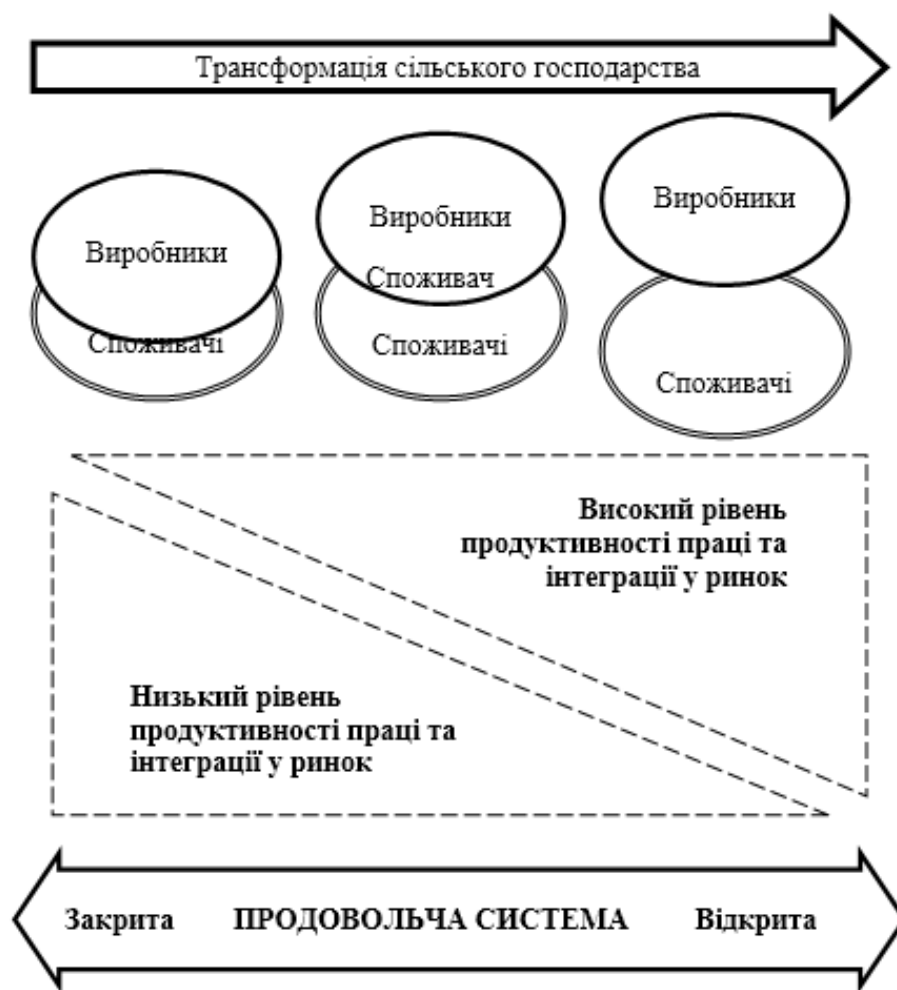 Трансформація сільського господарства
Виробники
Споживачі
Виробники
Споживач
Споживачі
Виробники
Споживачі
Високий рівень
продуктивності праці та
інтеграції у ринок
Низький рівень
продуктивності праці та
інтеграції у ринок
Закрита ПРОДОВОЛЬЧА СИСТЕМА Відкрита